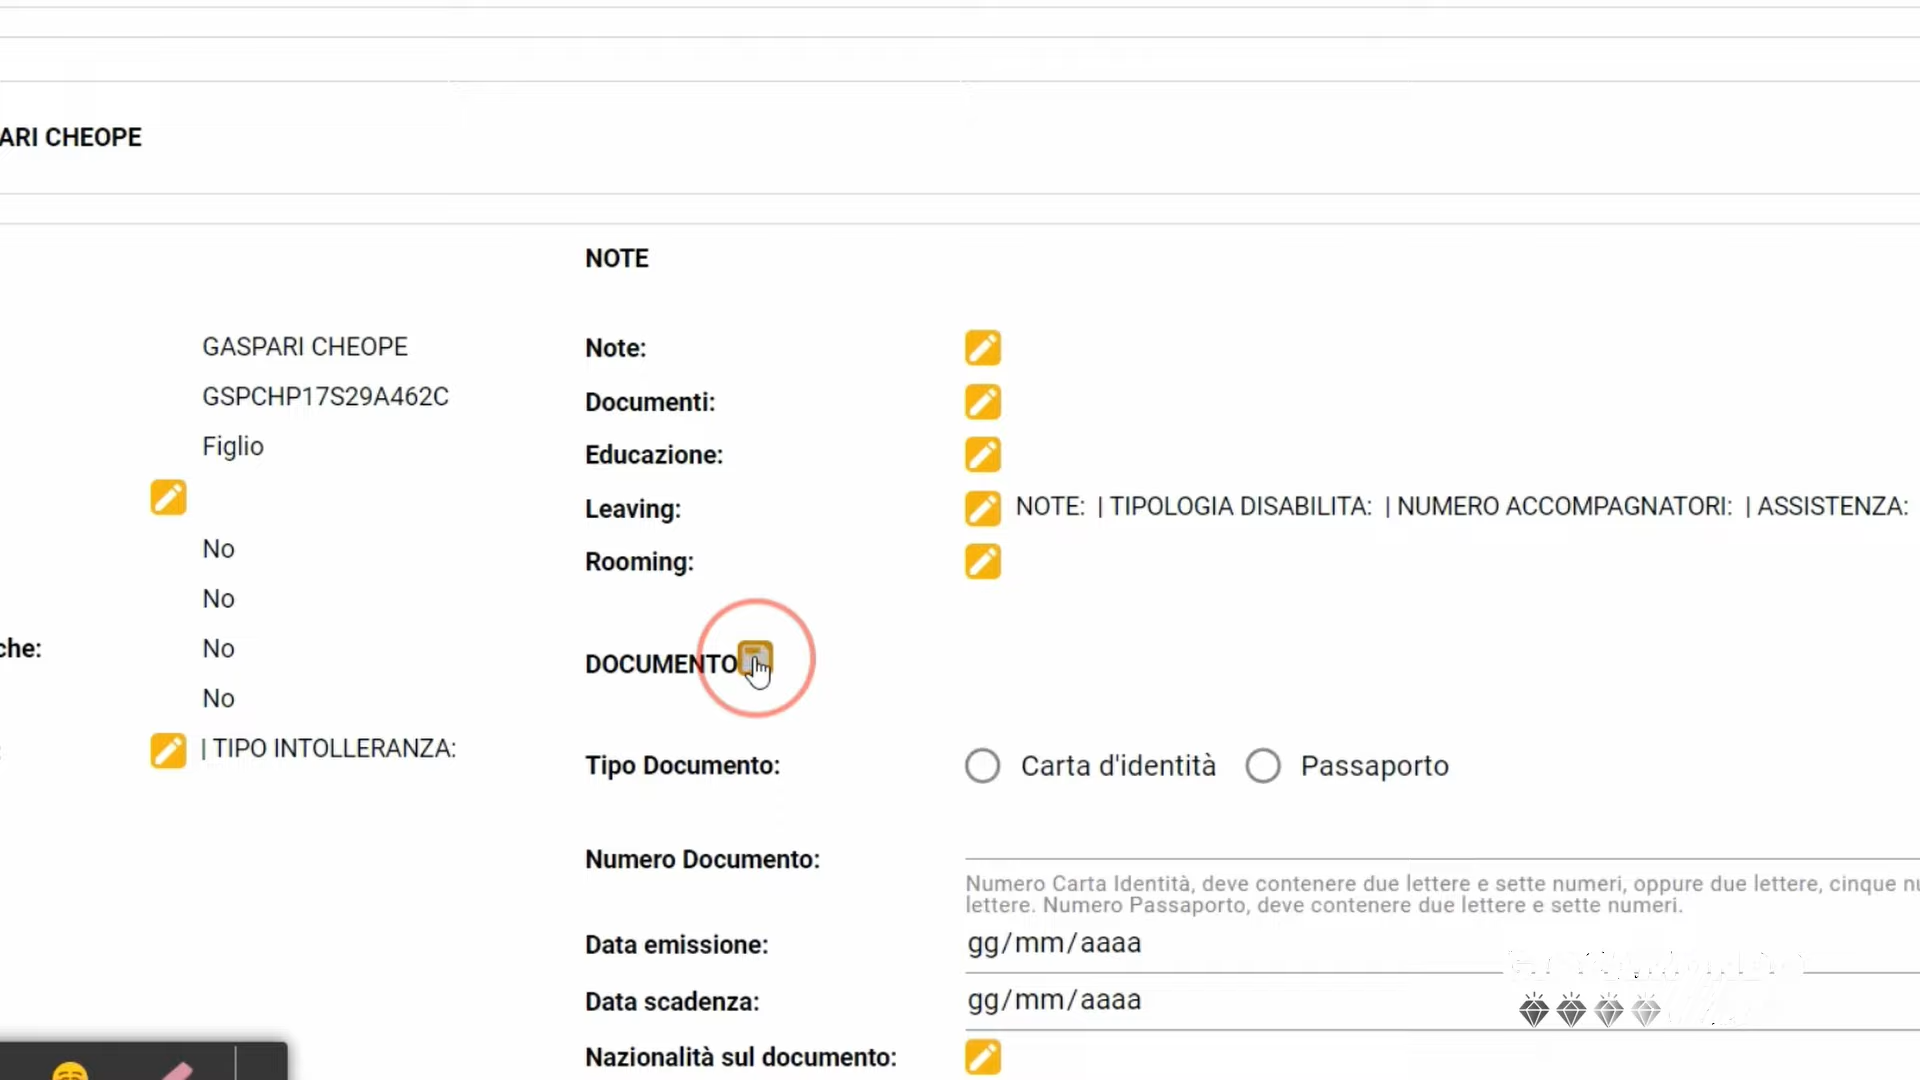 ARI CHEOPE
NOTE
GASPARI CHEOPE
Note:
GSPCHP17S29A462C
Documenti:
Figlio
Educazione:
Leaving:
NOTE: | TIPOLOGIA DISABILITA: | NUMERO ACCOMPAGNATORI: | ASSISTENZA:
No
Rooming:
No
che:
No
DOCUMENTO
No
| TIPO INTOLLERANZA:
Tipo Documento:
Carta d'identità
Passaporto
Numero Documento:
Numero Carta Identità, deve contenere due lettere e sette numeri, oppure due lettere, cinque
lettere. Numero Passaporto, deve contenere due lettere e sette numeri.
Data emissione:
gg/mm/aaaa
Data scadenza:
gg/mm/aaaa
Nazionalità sul documento: